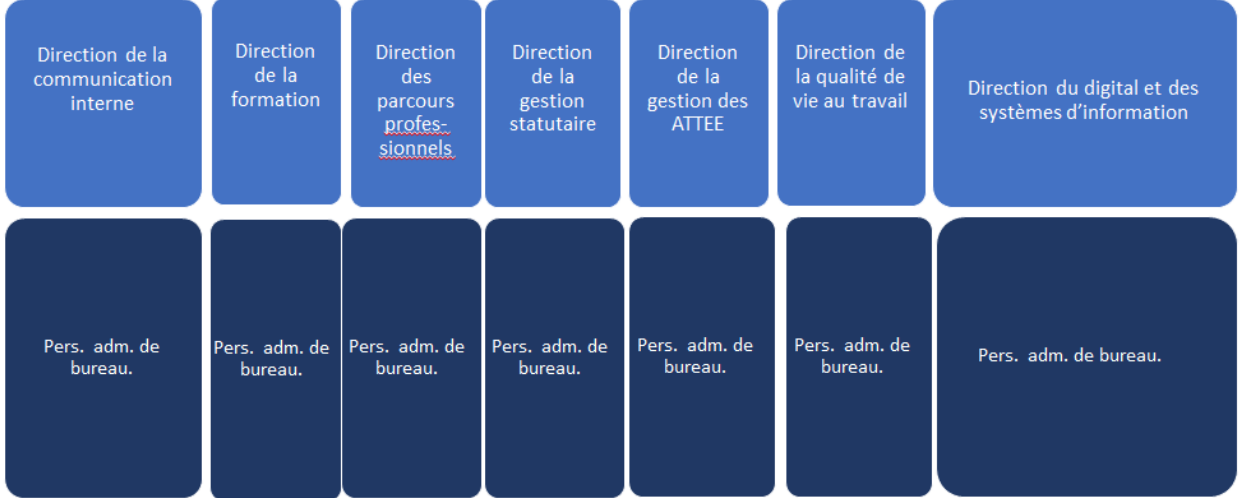 Direction de la
communication
interne
Direction
de la
formation
Direction
des
parcours
profes-
sionnels
Direction
de la
gestion
statutaire
Direction
de la
gestion des
ATTEE
Direction de
la qualité de
vie au travail
Direction du digital et des
systèmes d'information
Pers. adm. de
bureau.
Pers. adm. de
bureau.
Pers. adm. de
bureau.
Pers. adm. de
bureau.
Pers. adm. de
bureau.
Pers. adm. de
bureau.
Pers. adm. de bureau.